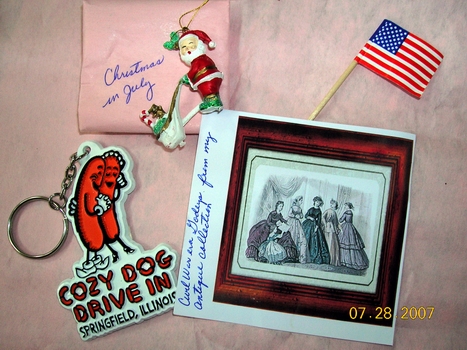 Christmas
in July
Civil War era Godeys from my
Antique collection
COZY DOG
DRIVE IN
SPRINGFIELD, ILLINOIS
07 28 2007